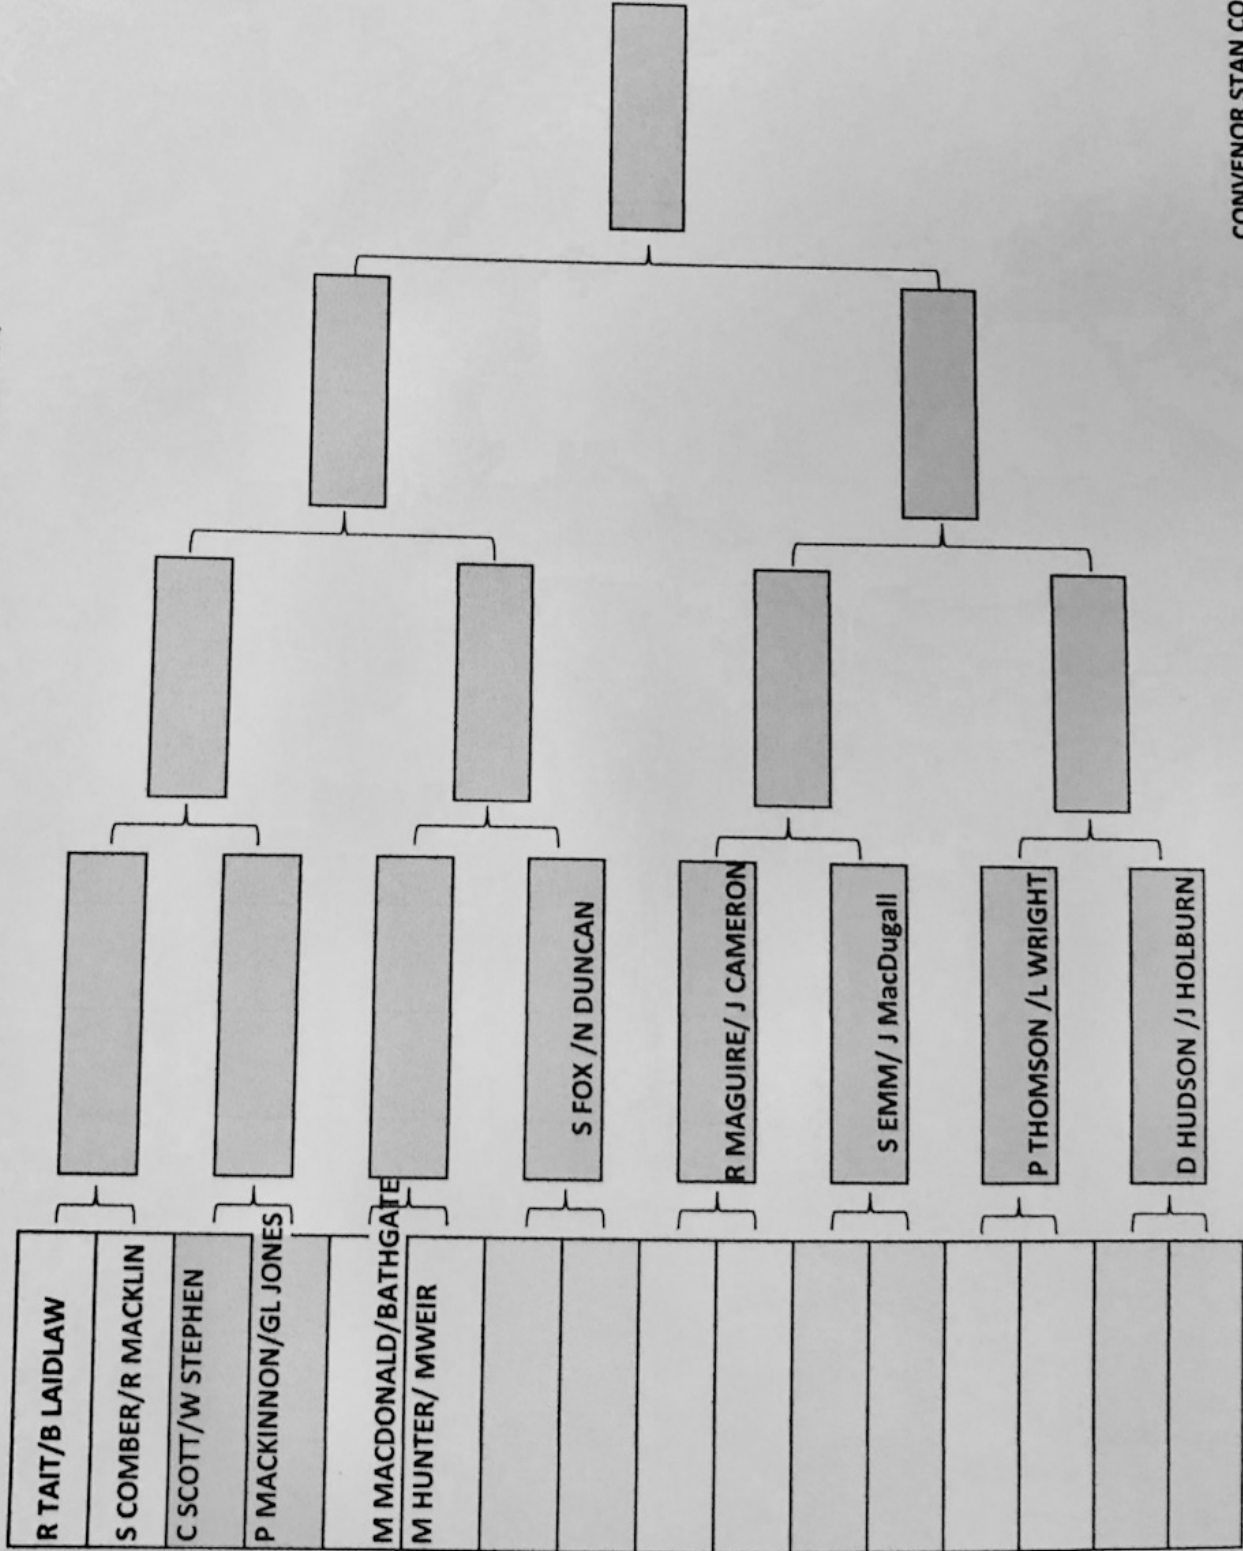 R TAIT/B LAIDLAW
S COMBER/R MACKLIN
C SCOTT/W STEPHEN
P MACKINNON/GL JONES
M MACDONALD/BATHGATE
M HUNTER/ MWEIR
S FOX /N DUNCAN
R MAGUIRE/ J CAMERON
S EMM/ J MacDugall
P THOMSON /L WRIGHT
D HUDSON /J HOLBURN
CONVENOR STAN CO